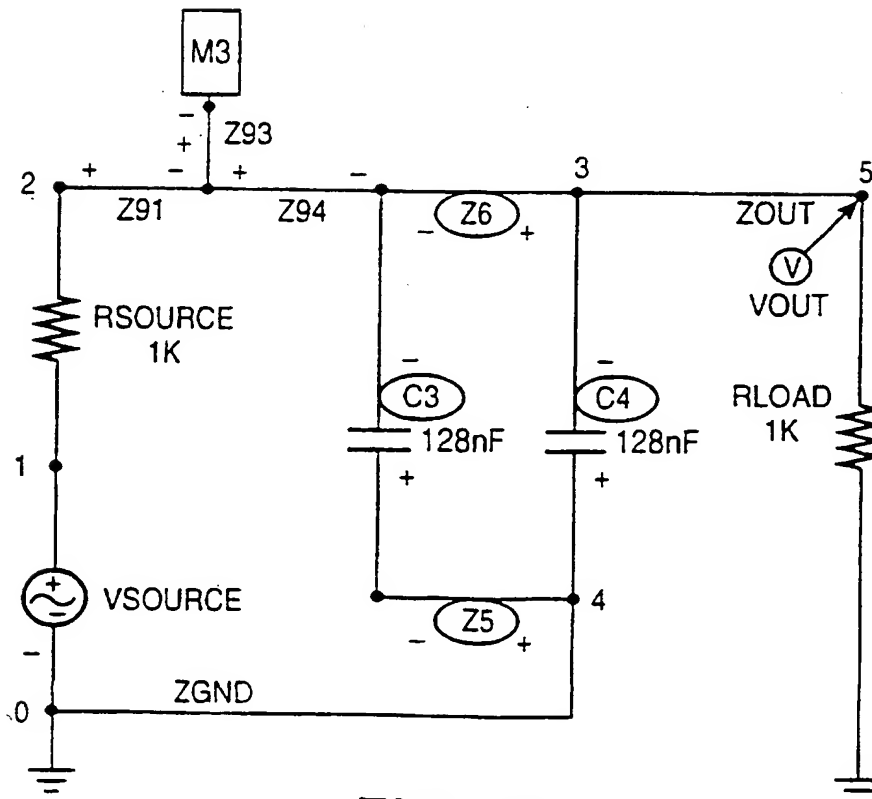 M3
−
+
Z93
2
+
−
+
−
3
5
Z91
Z94
Z6
−
+
ZOUT
V
VOUT
RSOURCE
1K
−
C3
128nF
+
−
C4
128nF
+
RLOAD
1K
1
+
−
VSOURCE
−
Z5
−
+
4
ZGND
0